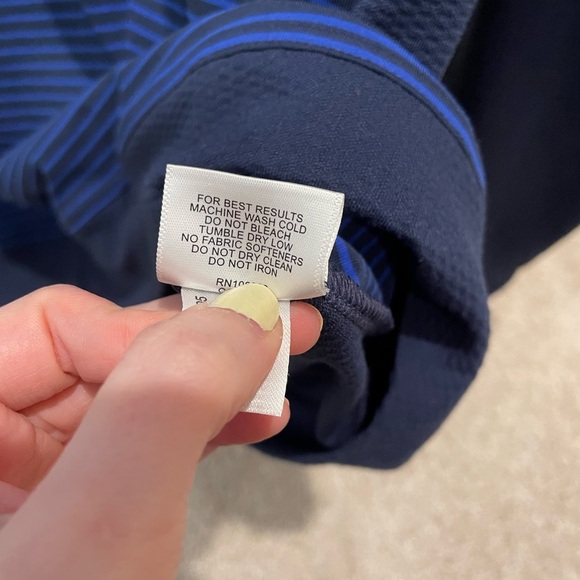 FOR BEST RESULTS
MACHINE WASH COLD
DO NOT BLEACH
TUMBLE DRY LOW
NO FABRIC SOFTENERS
DO NOT DRY CLEAN
DO NOT IRON